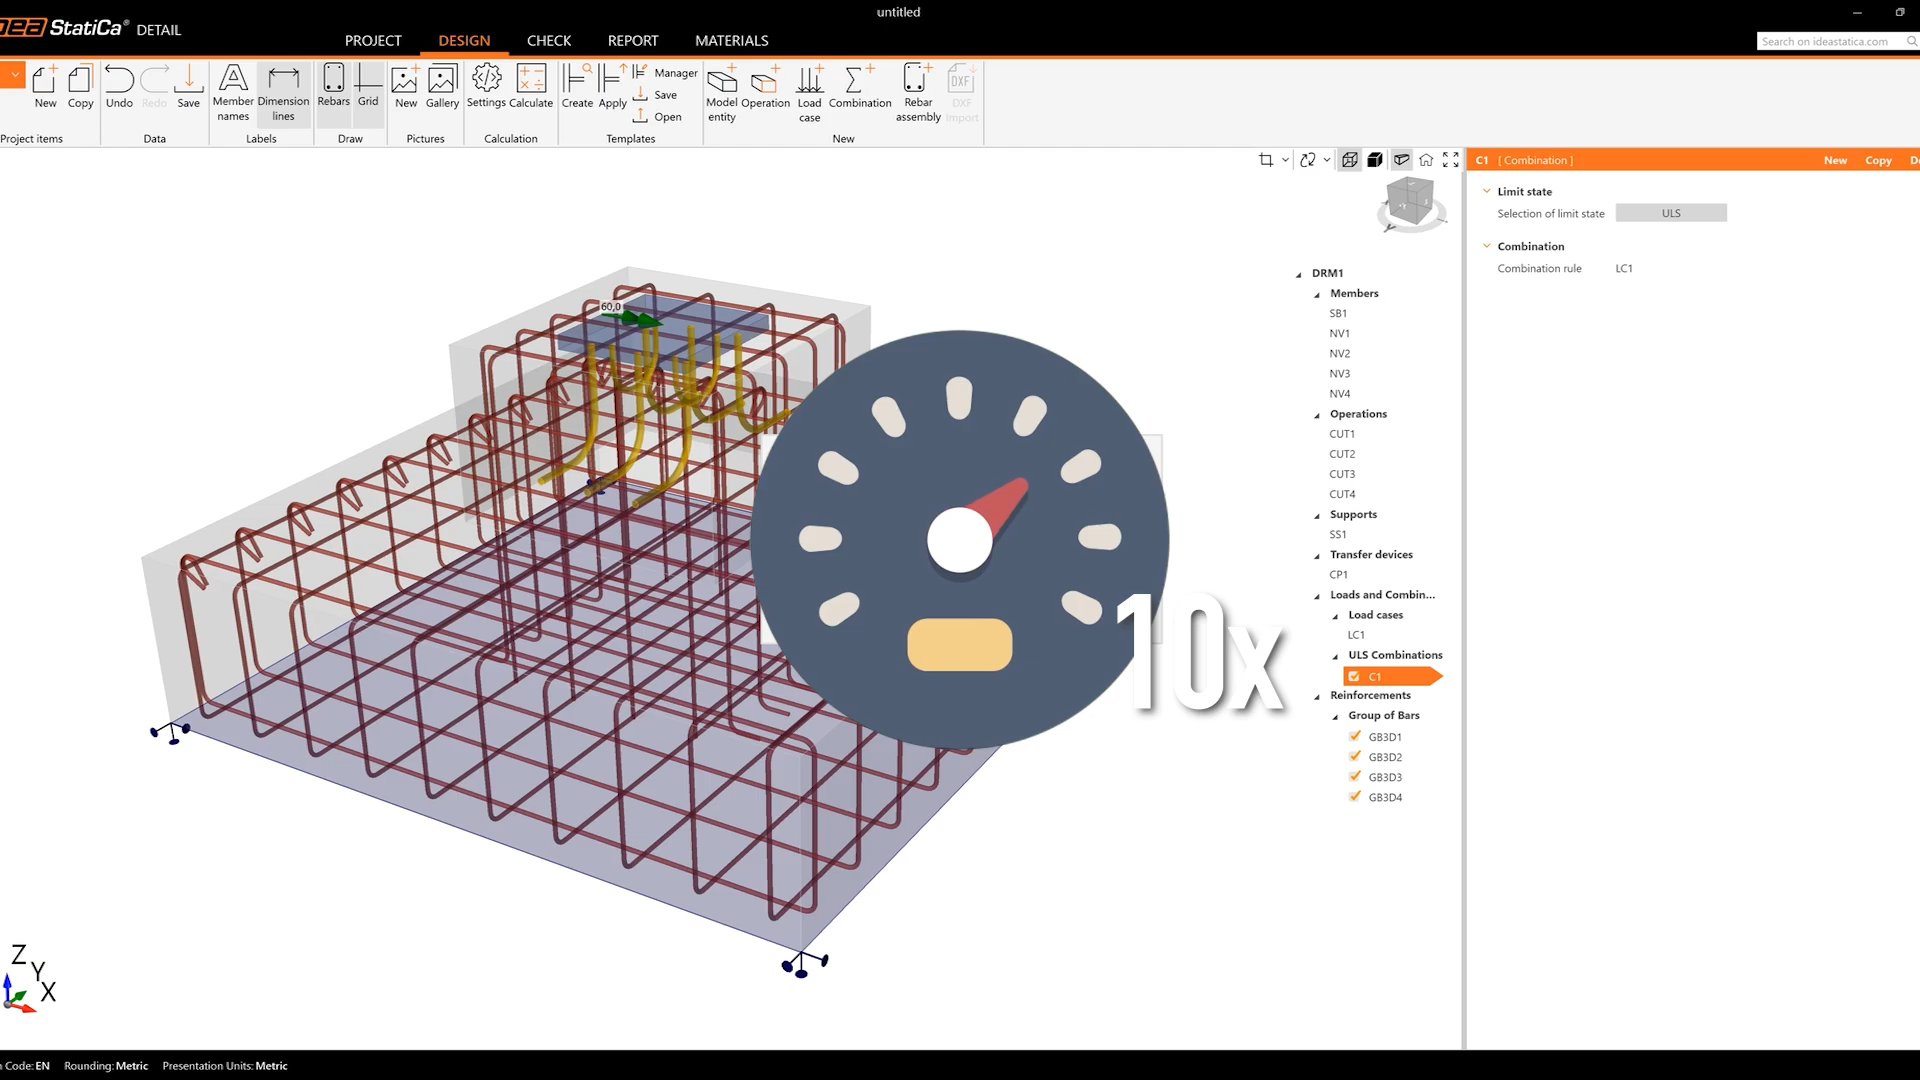 untitled
IDEA StatiCa® DETAIL
PROJECT DESIGN CHECK REPORT MATERIALS
Search on ideastatica.com
New Copy Undo Redo Save Member names Dimension lines Rebars Grid New Gallery Settings Calculate Create Apply Manager Save Open Model entity Operation Load case Combination Rebar assembly DXF Import
Project items Data Labels Draw Pictures Calculation Templates New
C1 [ Combination ] New Copy
Limit state
Selection of limit state ULS
Combination
Combination rule LC1
DRM1
Members
SB1
NV1
NV2
NV3
NV4
Operations
CUT1
CUT2
CUT3
CUT4
Supports
SS1
Transfer devices
CP1
Loads and Combin...
Load cases
LC1
ULS Combinations
C1
Reinforcements
Group of Bars
GB3D1
GB3D2
GB3D3
GB3D4
60,0
10x
Z
Y
X
Code: EN Rounding: Metric Presentation Units: Metric